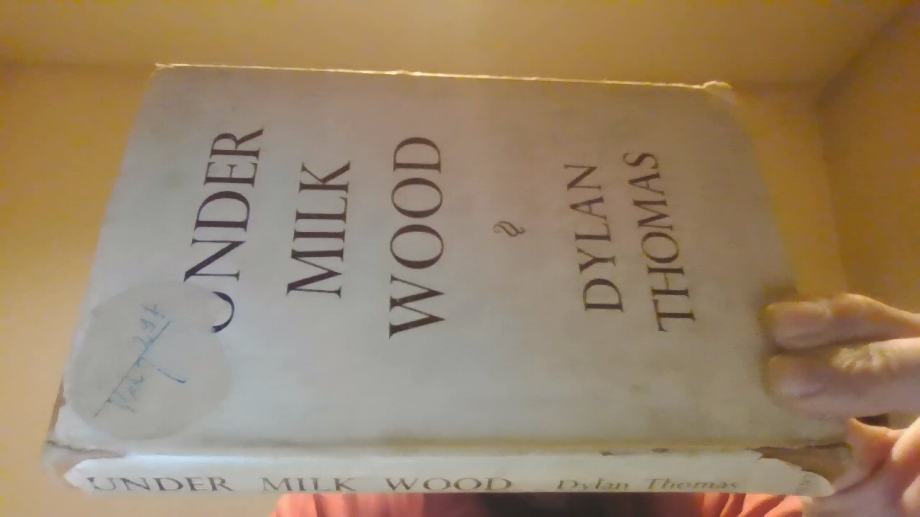 UNDER
MILK
WOOD
DYLAN
THOMAS
UNDER MILK WOOD Dylan Thomas